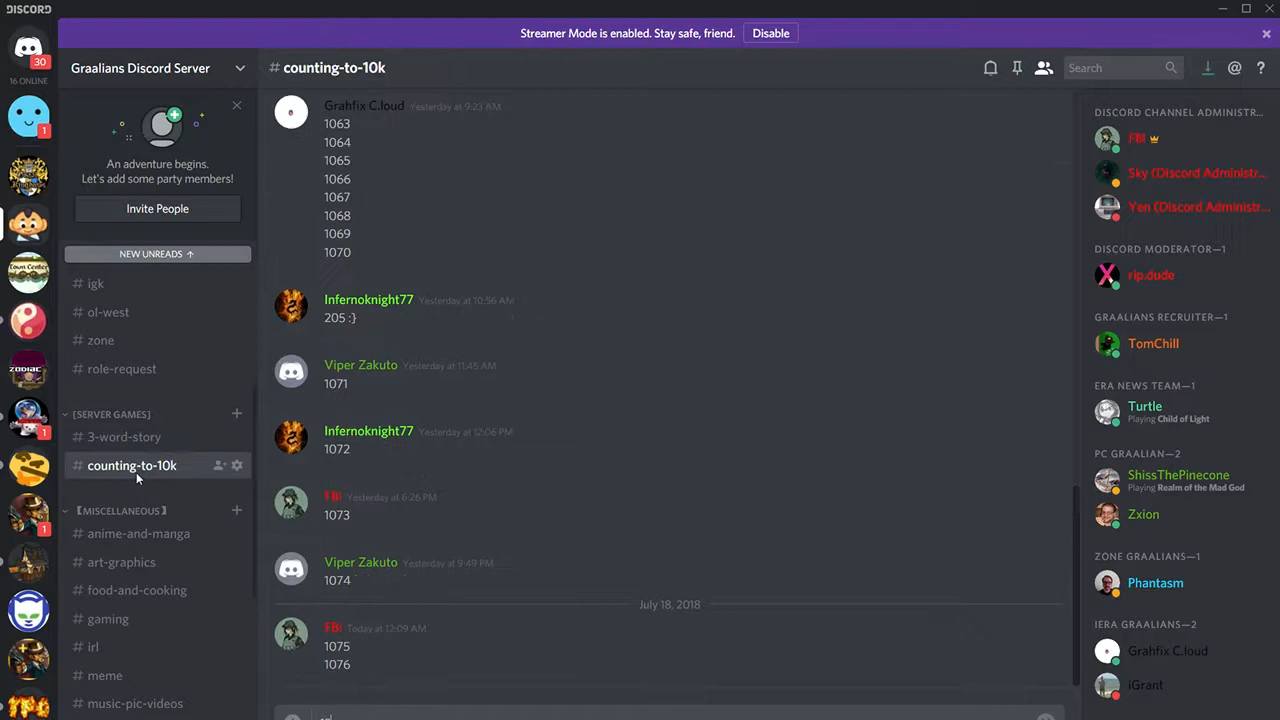 DISCORD
Streamer Mode is enabled. Stay safe, friend.
Disable
30
16 ONLINE
1
ZODIAC
1
1
Graalians Discord Server
An adventure begins.
Let's add some party members!
Invite People
NEW UNREADS ↑
# igk
# ol-west
# zone
# role-request
[SERVER GAMES]
# 3-word-story
# counting-to-10k
【MISCELLANEOUS】
# anime-and-manga
# art-graphics
# food-and-cooking
# gaming
# irl
# meme
# music-pic-videos
# counting-to-10k
Search
Grahfix C.loud Yesterday at 9:23 AM
1063
1064
1065
1066
1067
1068
1069
1070
Infernoknight77 Yesterday at 10:56 AM
205 :}
Viper Zakuto Yesterday at 11:45 AM
1071
Infernoknight77 Yesterday at 12:06 PM
1072
FBI Yesterday at 6:26 PM
1073
Viper Zakuto Yesterday at 9:49 PM
1074
July 18, 2018
FBI Today at 12:09 AM
1075
1076
DISCORD CHANNEL ADMINISTR...
FBI
Sky (Discord Administr...
Yen (Discord Administr...
DISCORD MODERATOR—1
rip.dude
GRAALIANS RECRUITER—1
TomChill
ERA NEWS TEAM—1
Turtle
Playing Child of Light
PC GRAALIAN—2
ShissThePinecone
Playing Realm of the Mad God
Zxion
ZONE GRAALIANS—1
Phantasm
IERA GRAALIANS—2
Grahfix C.loud
iGrant